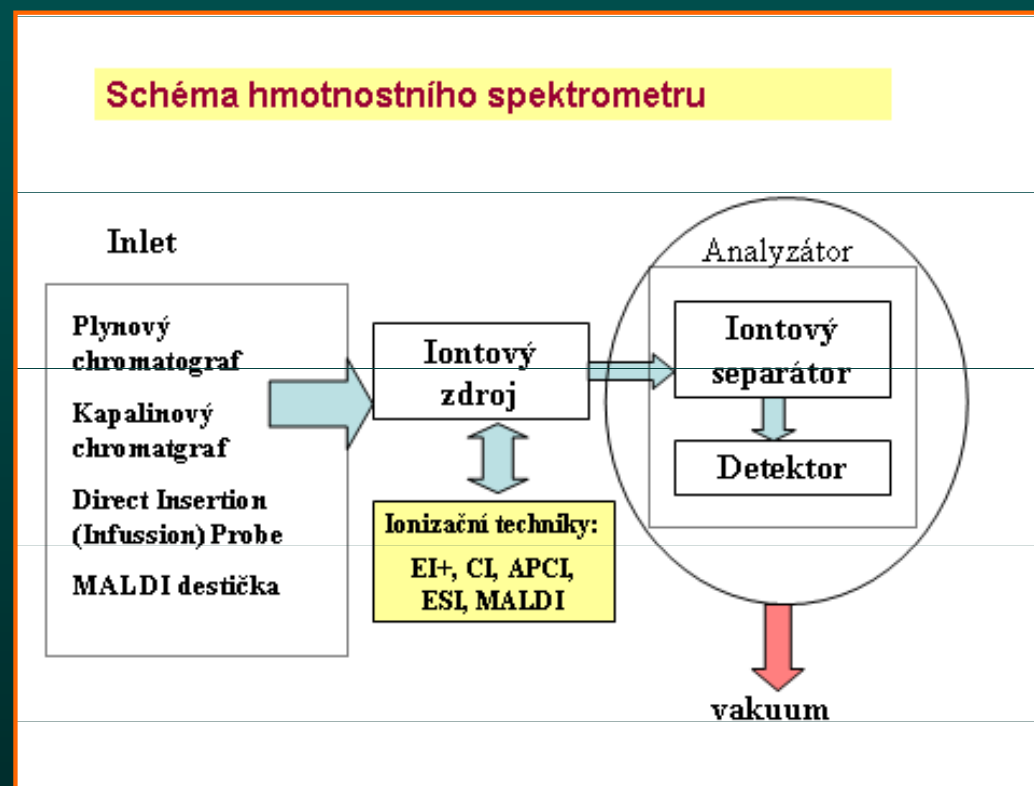 Schéma hmotnostního spektrometru
Inlet
Plynový
chromatograf
Kapalinový
chromatgraf
Direct Insertion
(Infussion) Probe
MALDI destička
Iontový
zdroj
Ionizační techniky:
EI+, CI, APCI,
ESI, MALDI
Analyzátor
Iontový
separátor
Detektor
vakuum